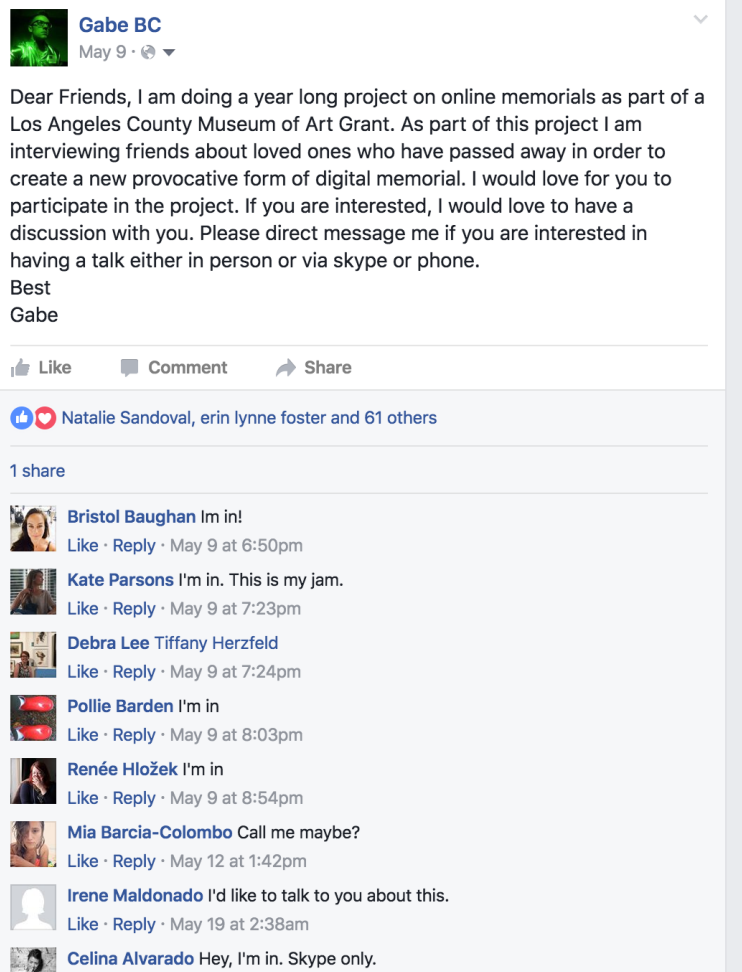 Gabe BC
May 9 ·
Dear Friends, I am doing a year long project on online memorials as part of a
Los Angeles County Museum of Art Grant. As part of this project I am
interviewing friends about loved ones who have passed away in order to
create a new provocative form of digital memorial. I would love for you to
participate in the project. If you are interested, I would love to have a
discussion with you. Please direct message me if you are interested in
having a talk either in person or via skype or phone.
Best
Gabe
Like Comment Share
Natalie Sandoval, erin lynne foster and 61 others
1 share
Bristol Baughan Im in!
Like · Reply · May 9 at 6:50pm
Kate Parsons I'm in. This is my jam.
Like · Reply · May 9 at 7:23pm
Debra Lee Tiffany Herzfeld
Like · Reply · May 9 at 7:24pm
Pollie Barden I'm in
Like · Reply · May 9 at 8:03pm
Renée Hložek I'm in
Like · Reply · May 9 at 8:54pm
Mia Barcia-Colombo Call me maybe?
Like · Reply · May 12 at 1:42pm
Irene Maldonado I'd like to talk to you about this.
Like · Reply · May 19 at 2:38am
Celina Alvarado Hey, I'm in. Skype only.